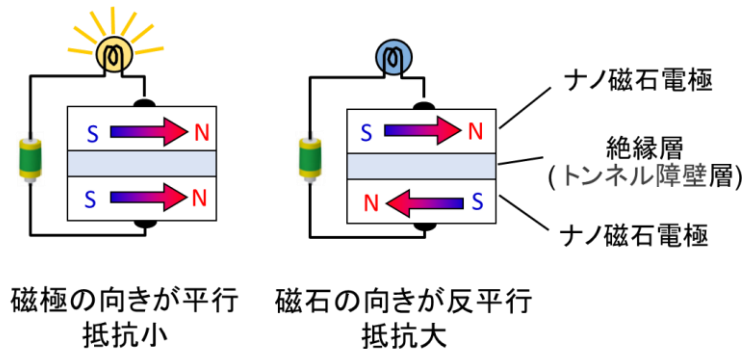 S N
S N
S N
N S
ナノ磁石電極
絶縁層
(トンネル障壁層)
ナノ磁石電極
磁極の向きが平行
抵抗小
磁石の向きが反平行
抵抗大